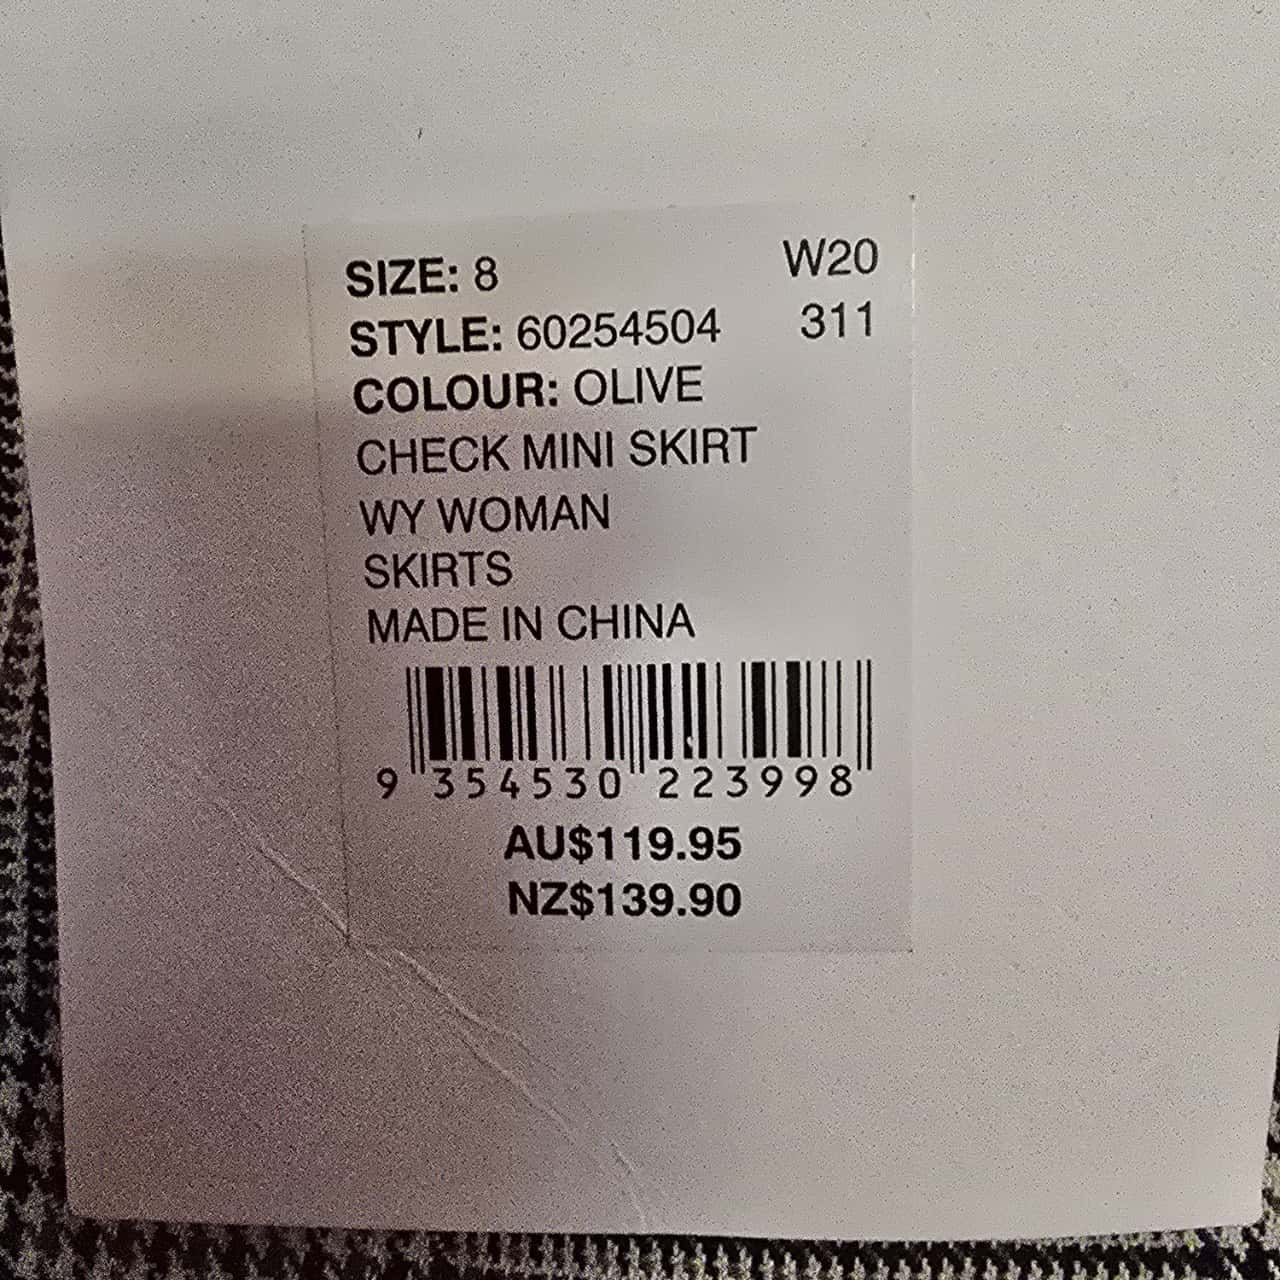 SIZE: 8 W20
STYLE: 60254504 311
COLOUR: OLIVE
CHECK MINI SKIRT
WY WOMAN
SKIRTS
MADE IN CHINA
9 354530 223998
AU$119.95
NZ$139.90